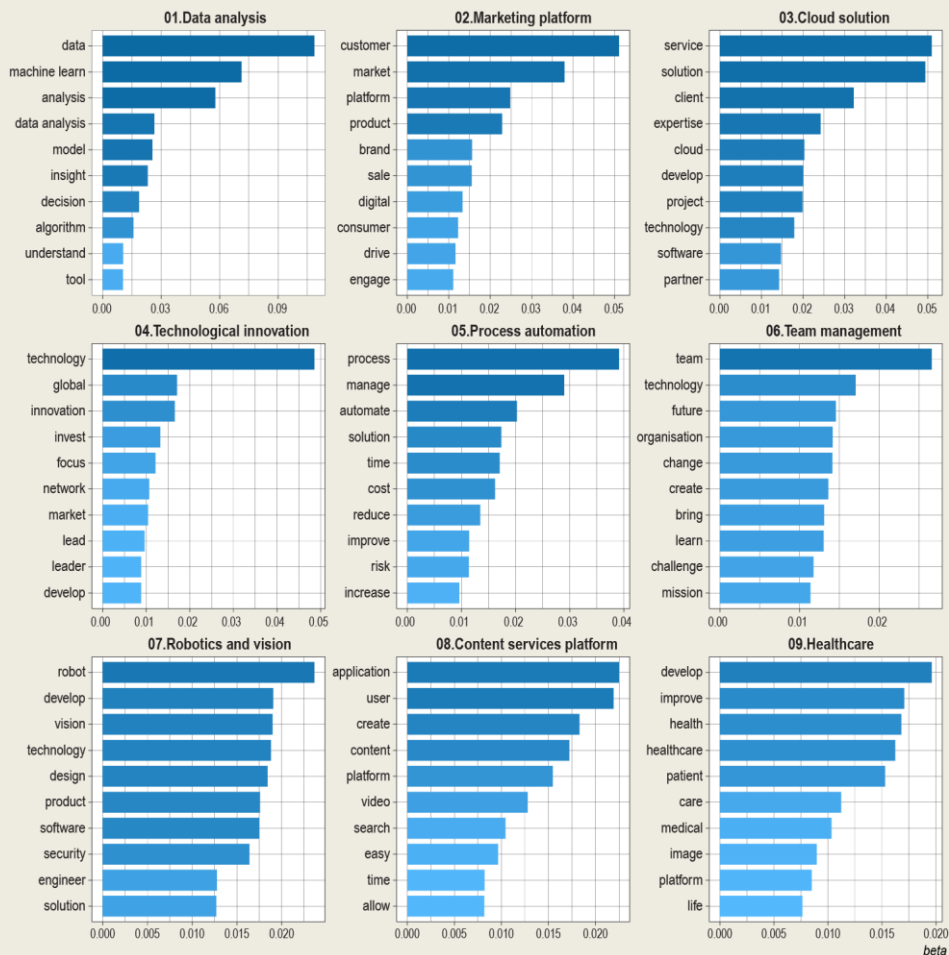 01.Data analysis
data
machine learn
analysis
data analysis
model
insight
decision
algorithm
understand
tool
0.00 0.03 0.06 0.09
02.Marketing platform
customer
market
platform
product
brand
sale
digital
consumer
drive
engage
0.00 0.01 0.02 0.03 0.04 0.05
03.Cloud solution
service
solution
client
expertise
cloud
develop
project
technology
software
partner
0.00 0.01 0.02 0.03 0.04 0.05
04.Technological innovation
technology
global
innovation
invest
focus
network
market
lead
leader
develop
0.00 0.01 0.02 0.03 0.04 0.05
05.Process automation
process
manage
automate
solution
time
cost
reduce
improve
risk
increase
0.00 0.01 0.02 0.03 0.04
06.Team management
team
technology
future
organisation
change
create
bring
learn
challenge
mission
0.00 0.01 0.02
07.Robotics and vision
robot
develop
vision
technology
design
product
software
security
engineer
solution
0.000 0.005 0.010 0.015 0.020
08.Content services platform
application
user
create
content
platform
video
search
easy
time
allow
0.000 0.005 0.010 0.015 0.020
09.Healthcare
develop
improve
health
healthcare
patient
care
medical
image
platform
life
0.000 0.005 0.010 0.015 0.020
beta